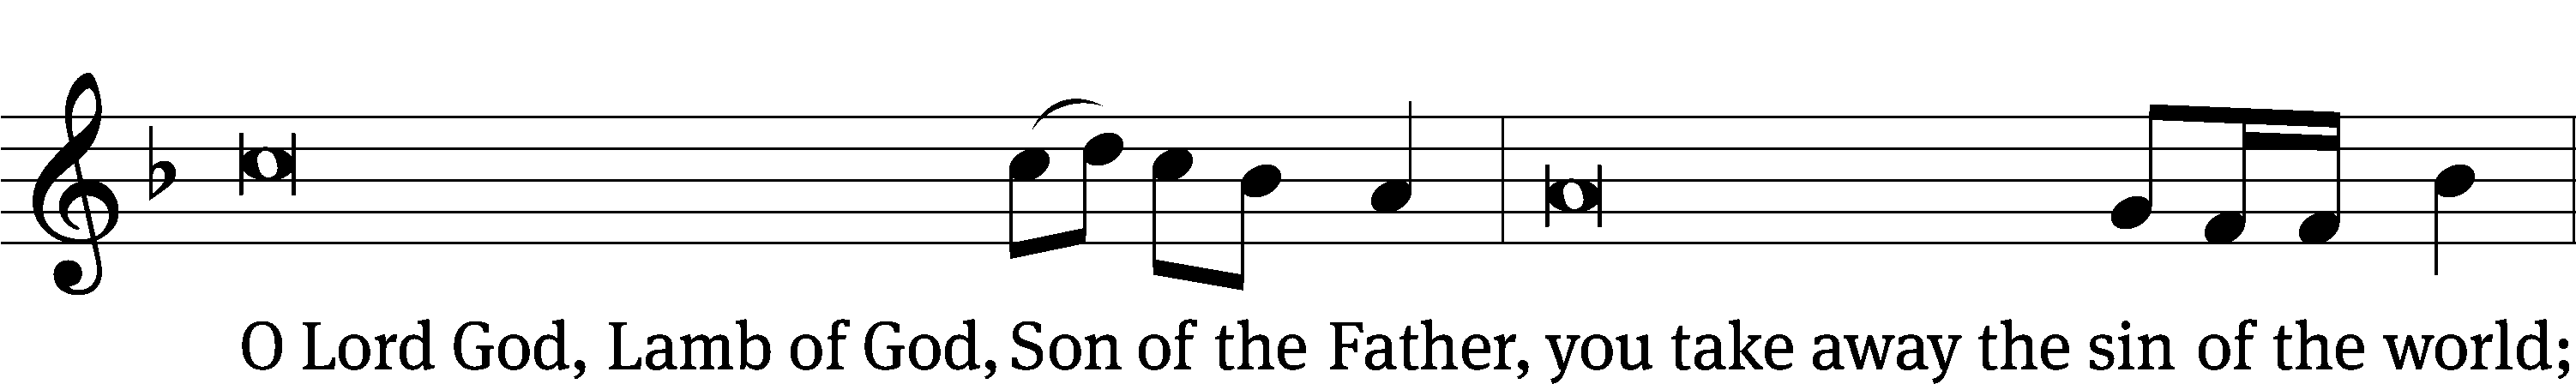 O Lord God, Lamb of God, Son of the Father, you take away the sin of the world;